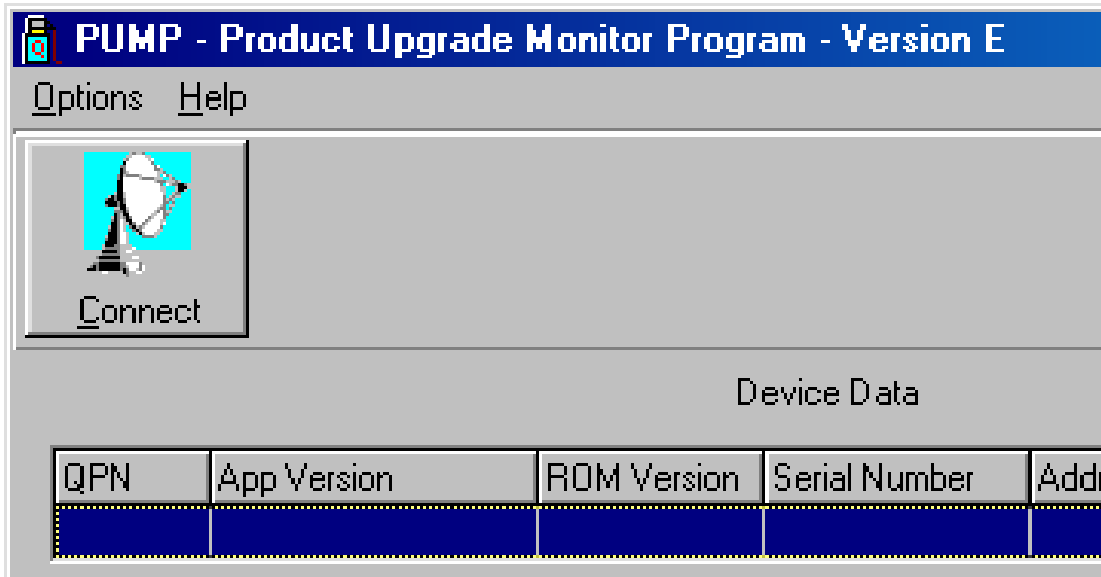 PUMP - Product Upgrade Monitor Program - Version E
Options Help
Connect
Device Data
QPN App Version ROM Version Serial Number